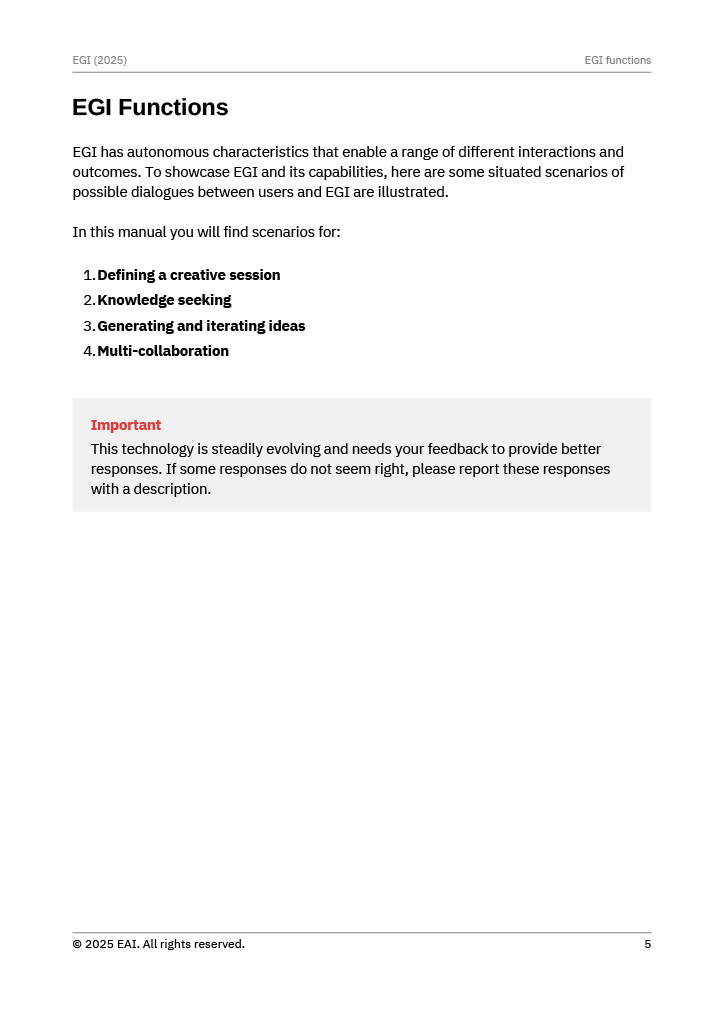 EGI (2025)
EGI functions
EGI Functions
EGI has autonomous characteristics that enable a range of different interactions and
outcomes. To showcase EGI and its capabilities, here are some situated scenarios of
possible dialogues between users and EGI are illustrated.
In this manual you will find scenarios for:
1. Defining a creative session
2. Knowledge seeking
3. Generating and iterating ideas
4. Multi-collaboration
Important
This technology is steadily evolving and needs your feedback to provide better
responses. If some responses do not seem right, please report these responses
with a description.
© 2025 EAI. All rights reserved.
5